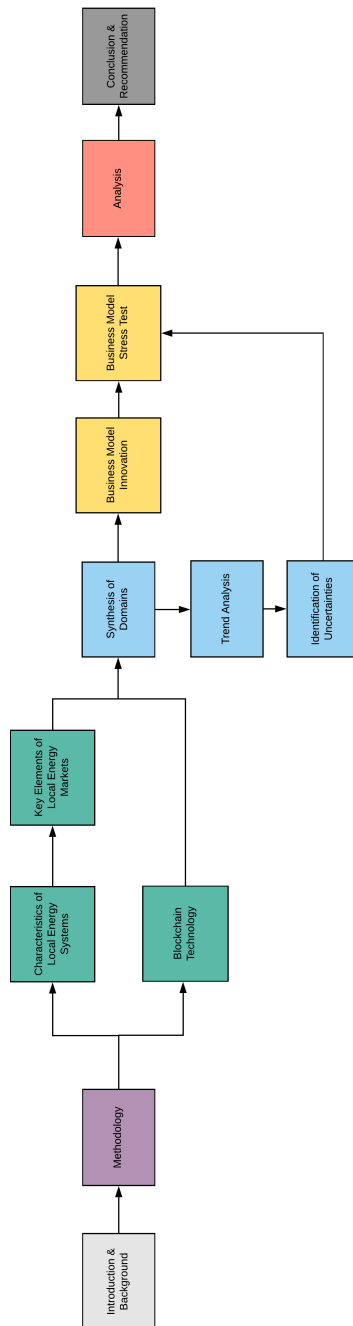 Introduction &
Background
Methodology
Characteristics of
Local Energy
Systems
Key Elements of
Local Energy
Markets
Blockchain
Technology
Synthesis of
Domains
Trend Analysis
Identification of
Uncertainties
Business Model
Innovation
Business Model
Stress Test
Analysis
Conclusion &
Recommendation